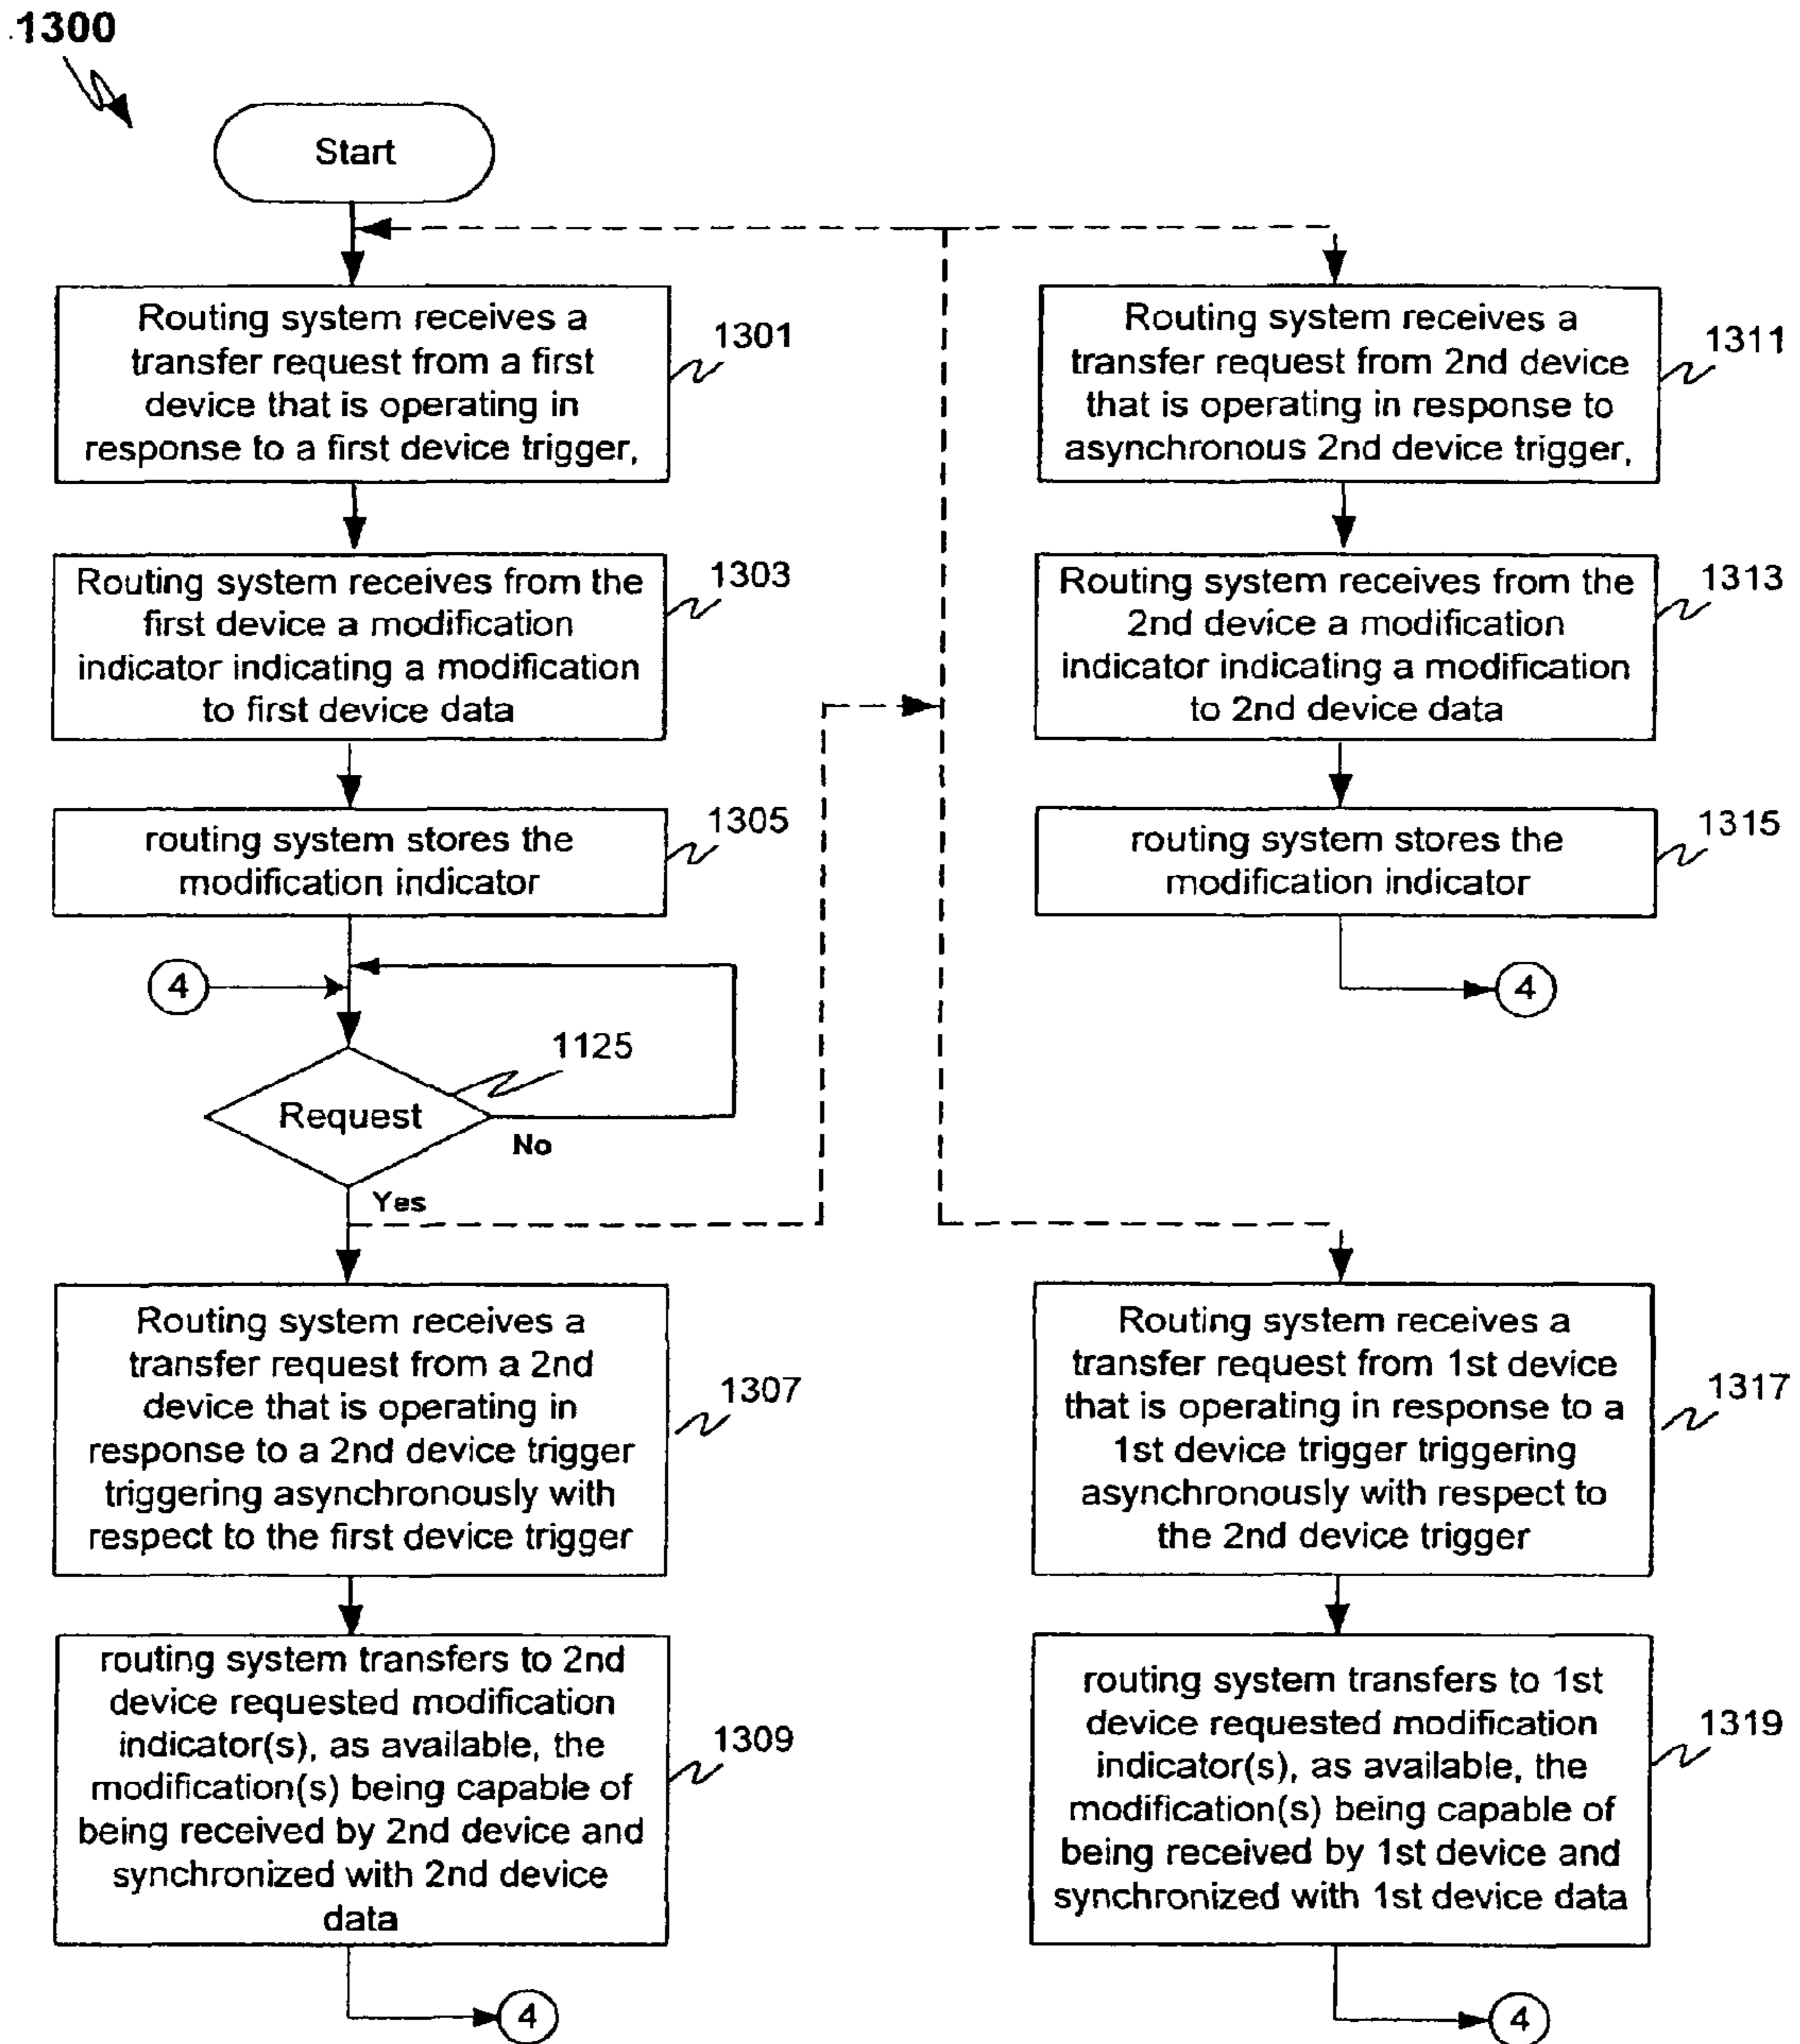 1300
Start
Routing system receives a
transfer request from a first
device that is operating in
response to a first device trigger,
1301
Routing system receives from the
first device a modification
indicator indicating a modification
to first device data
1303
routing system stores the
modification indicator
1305
4
Request
1125
No
Yes
Routing system receives a
transfer request from a 2nd
device that is operating in
response to a 2nd device trigger
triggering asynchronously with
respect to the first device trigger
1307
routing system transfers to 2nd
device requested modification
indicator(s), as available, the
modification(s) being capable of
being received by 2nd device and
synchronized with 2nd device
data
1309
4
Routing system receives a
transfer request from 2nd device
that is operating in response to
asynchronous 2nd device trigger,
1311
Routing system receives from the
2nd device a modification
indicator indicating a modification
to 2nd device data
1313
routing system stores the
modification indicator
1315
4
Routing system receives a
transfer request from 1st device
that is operating in response to a
1st device trigger triggering
asynchronously with respect to
the 2nd device trigger
1317
routing system transfers to 1st
device requested modification
indicator(s), as available, the
modification(s) being capable of
being received by 1st device and
synchronized with 1st device data
1319
4